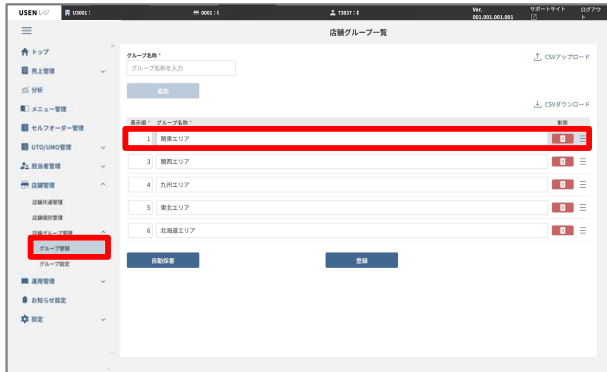 USEN レジ U3001 : 0001 : t 73837 : t Ver. 001.001.001.001 サポートサイト ログアウト
店舗グループ一覧
トップ
売上管理
分析
メニュー管理
セルフオーダー管理
UTO/UMO管理
担当者管理
店舗管理
店舗共通管理
店舗個別管理
店舗グループ管理
グループ登録
グループ設定
運用管理
お知らせ設定
設定
グループ名称 *
グループ名称を入力
追加
CSVアップロード
CSVダウンロード
表示順 * グループ名称 * 削除
1 関東エリア
3 関西エリア
4 九州エリア
5 東北エリア
6 北海道エリア
自動採番 登録